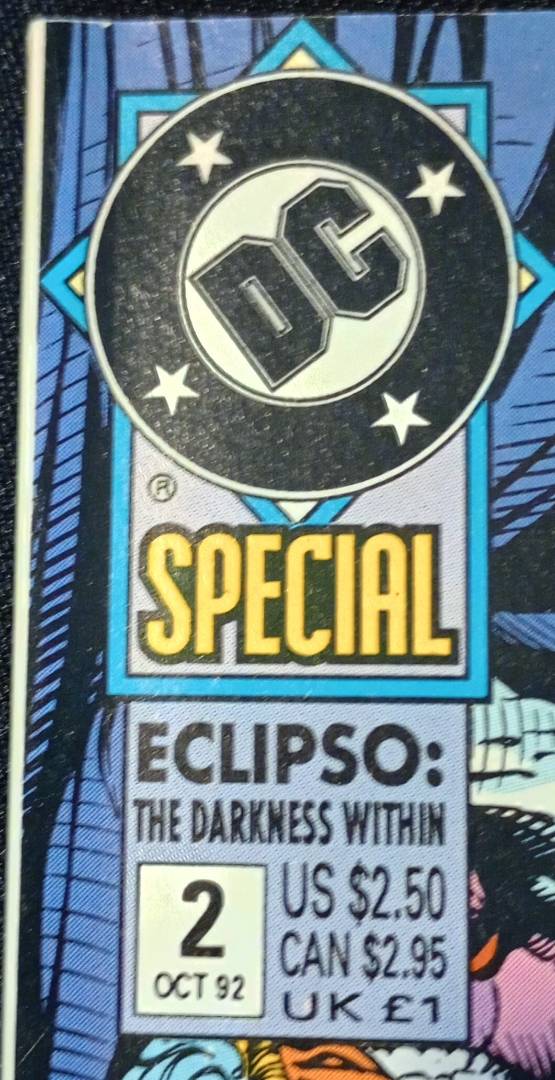 DC
®
SPECIAL
ECLIPSO:
THE DARKNESS WITHIN
2
OCT 92
US $2.50
CAN $2.95
UK £1